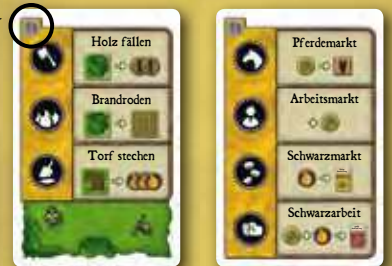 Holz fällen
Brandroden
Torf stechen
Pferdemarkt
Arbeitsmarkt
Schwarzmarkt
Schwarzarbeit